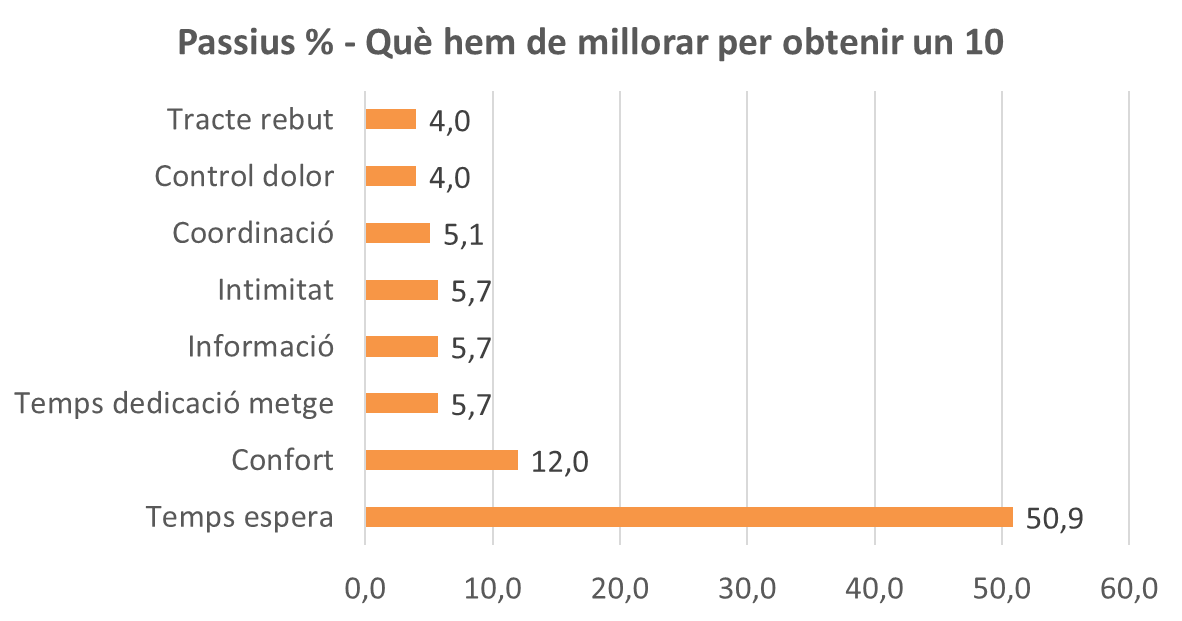 Passius % - Què hem de millorar per obtenir un 10
Tracte rebut 4,0
Control dolor 4,0
Coordinació 5,1
Intimitat 5,7
Informació 5,7
Temps dedicació metge 5,7
Confort 12,0
Temps espera 50,9
0,0 10,0 20,0 30,0 40,0 50,0 60,0